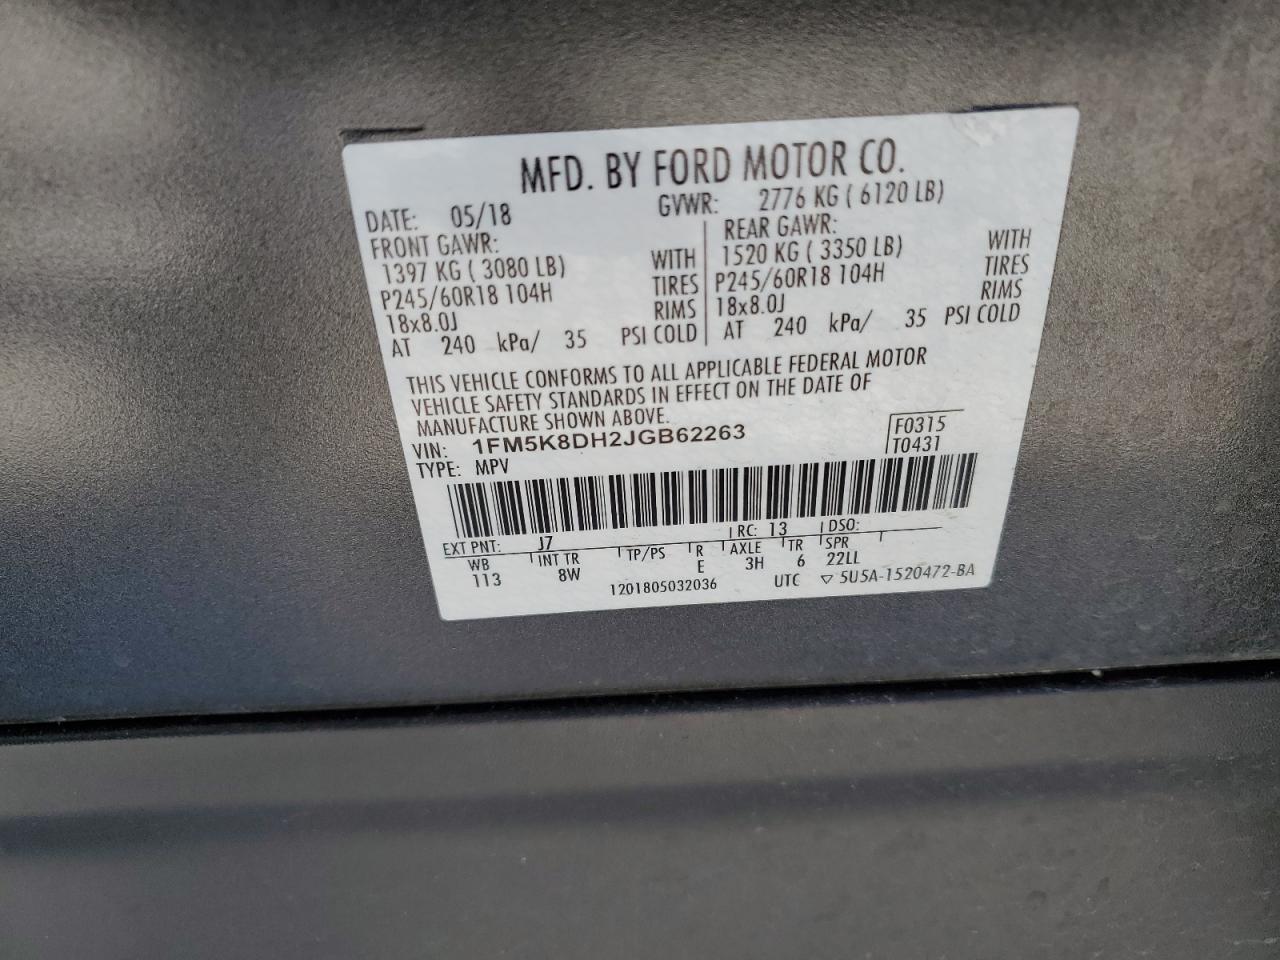 MFD. BY FORD MOTOR CO.
DATE: 05/18 GVWR: 2776 KG ( 6120 LB)
FRONT GAWR:
1397 KG ( 3080 LB) WITH
P245/60R18 104H TIRES
18x8.0J RIMS
AT 240 kPa/ 35 PSI COLD
REAR GAWR:
1520 KG ( 3350 LB) WITH
P245/60R18 104H TIRES
18x8.0J RIMS
AT 240 kPa/ 35 PSI COLD
THIS VEHICLE CONFORMS TO ALL APPLICABLE FEDERAL MOTOR
VEHICLE SAFETY STANDARDS IN EFFECT ON THE DATE OF
MANUFACTURE SHOWN ABOVE.
VIN: 1FM5K8DH2JGB62263
TYPE: MPV
F0315
T0431
EXT PNT: J7 RC: 13 DSO:
WB INT TR TP/PS R AXLE TR SPR
113 8W E 3H 6 22LL
1201805032036 UTC ▽ 5U5A-1520472-BA